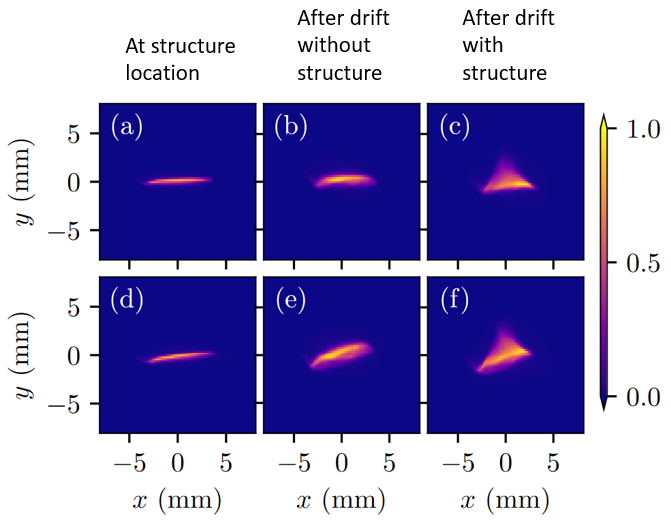 At structure
location
After drift
without
structure
After drift
with
structure
(a)
(b)
(c)
5
0
−5
y (mm)
(d)
(e)
(f)
5
0
−5
y (mm)
−5 0 5
−5 0 5
−5 0 5
x (mm)
x (mm)
x (mm)
1.0
0.5
0.0